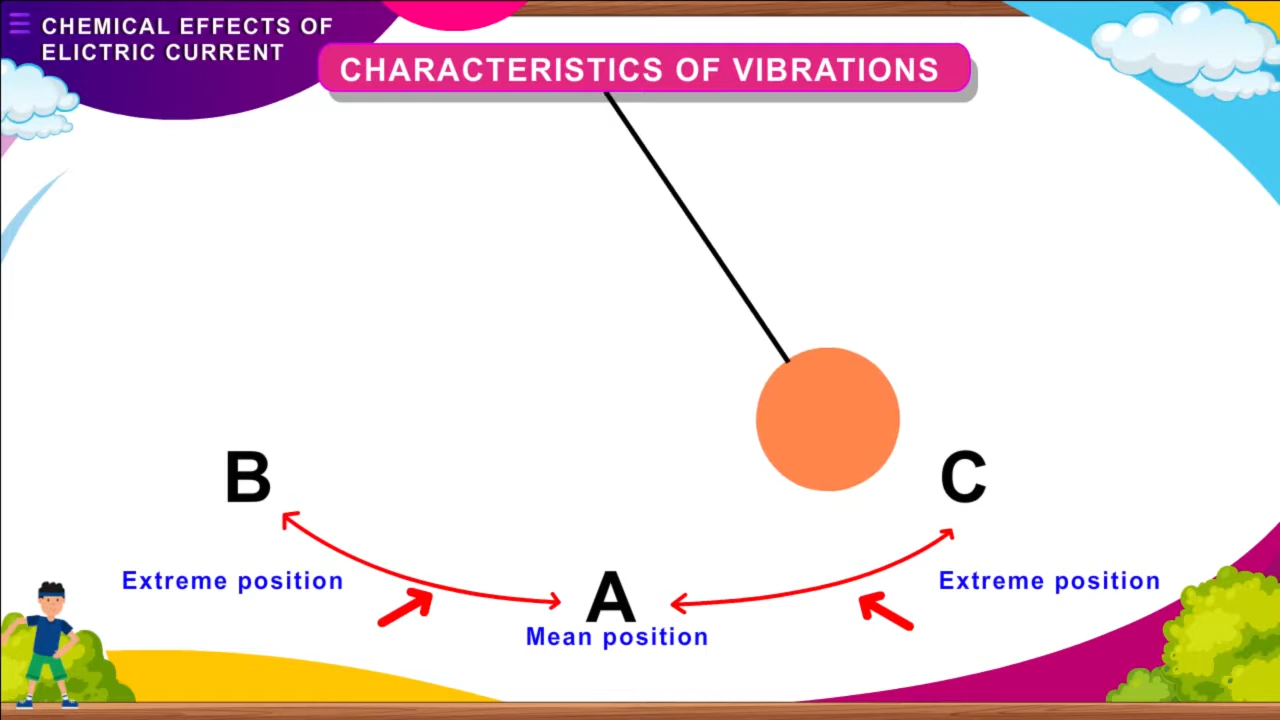 CHEMICAL EFFECTS OF
ELICTRIC CURRENT
CHARACTERISTICS OF VIBRATIONS
B
C
Extreme position
A
Extreme position
Mean position